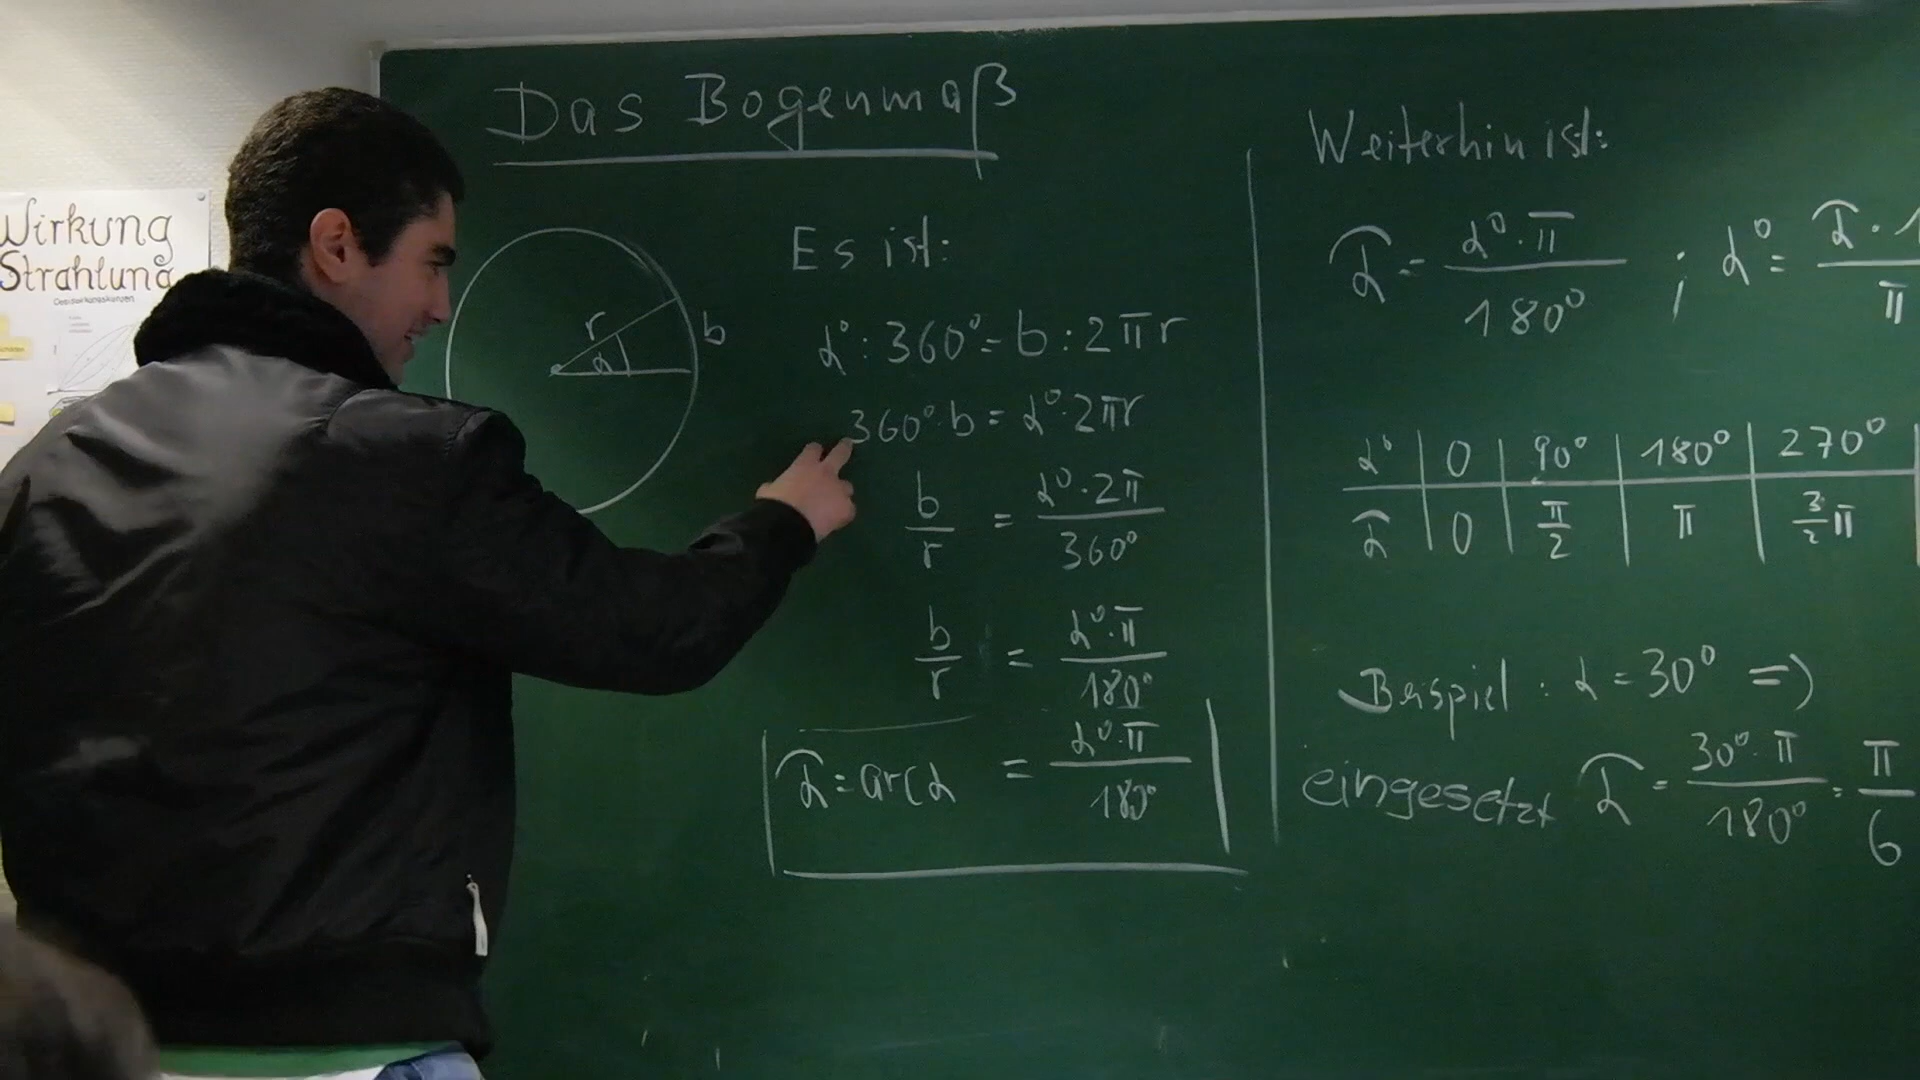 Wirkung
Strahlung
Das Bogenmaß
r
α
b
Es ist:
α° : 360° = b : 2πr
360° · b = α° · 2πr
b/r = α° · 2π / 360°
b/r = α° · π / 180°
α̂ = arc α = α° · π / 180°
Weiterhin ist:
α̂ = α° · π / 180° ; α° = α̂ · 1 / π
α° | 0 | 90° | 180° | 270°
α̂ | 0 | π/2 | π | 3/2 π
Beispiel : α = 30° =>
eingesetzt α̂ = 30° · π / 180° = π / 6